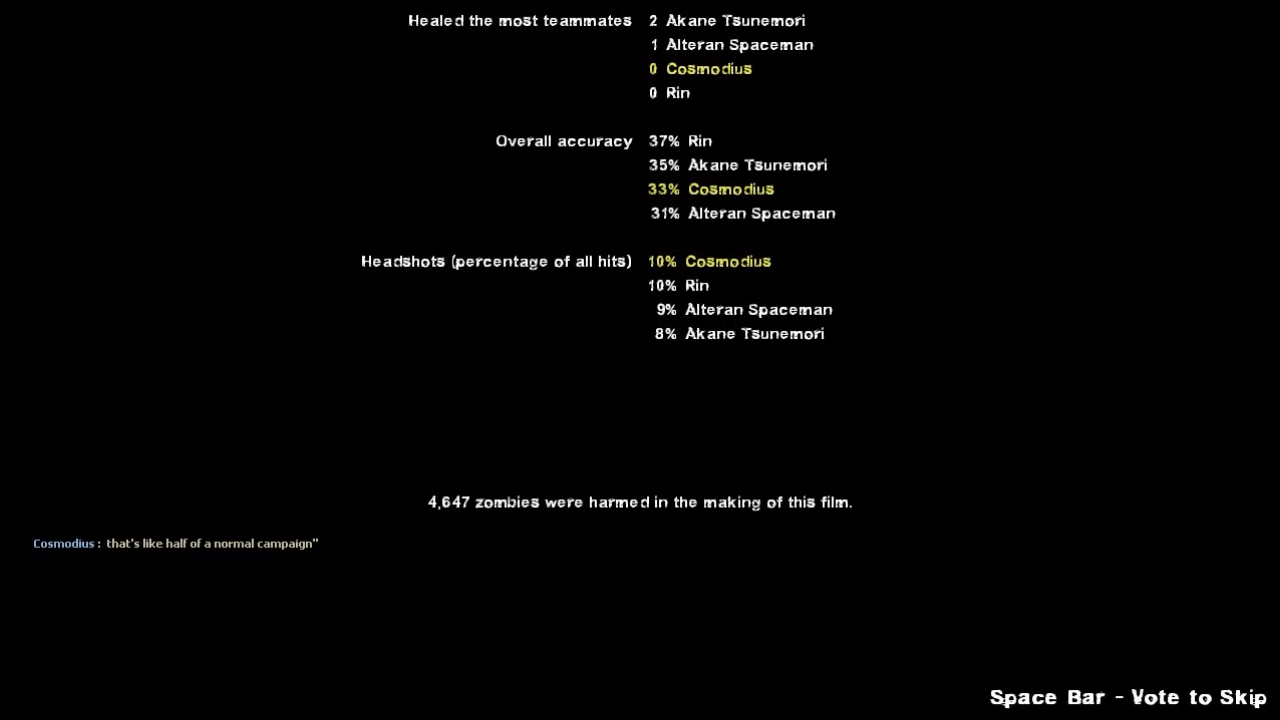 Healed the most teammates 2 Akane Tsunemori
1 Alteran Spaceman
0 Cosmodius
0 Rin
Overall accuracy 37% Rin
35% Akane Tsunemori
33% Cosmodius
31% Alteran Spaceman
Headshots (percentage of all hits) 10% Cosmodius
10% Rin
9% Alteran Spaceman
8% Akane Tsunemori
4,647 zombies were harmed in the making of this film.
Cosmodius : that's like half of a normal campaign"
Space Bar - Vote to Skip